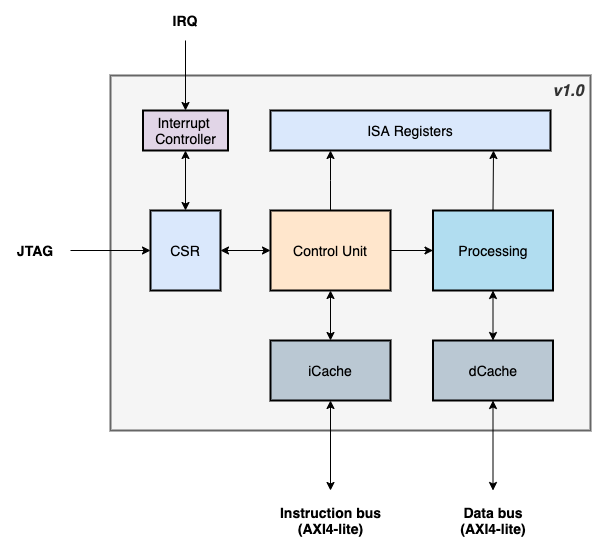 IRQ
v1.0
Interrupt
Controller
ISA Registers
JTAG
CSR
Control Unit
Processing
iCache
dCache
Instruction bus
(AXI4-lite)
Data bus
(AXI4-lite)